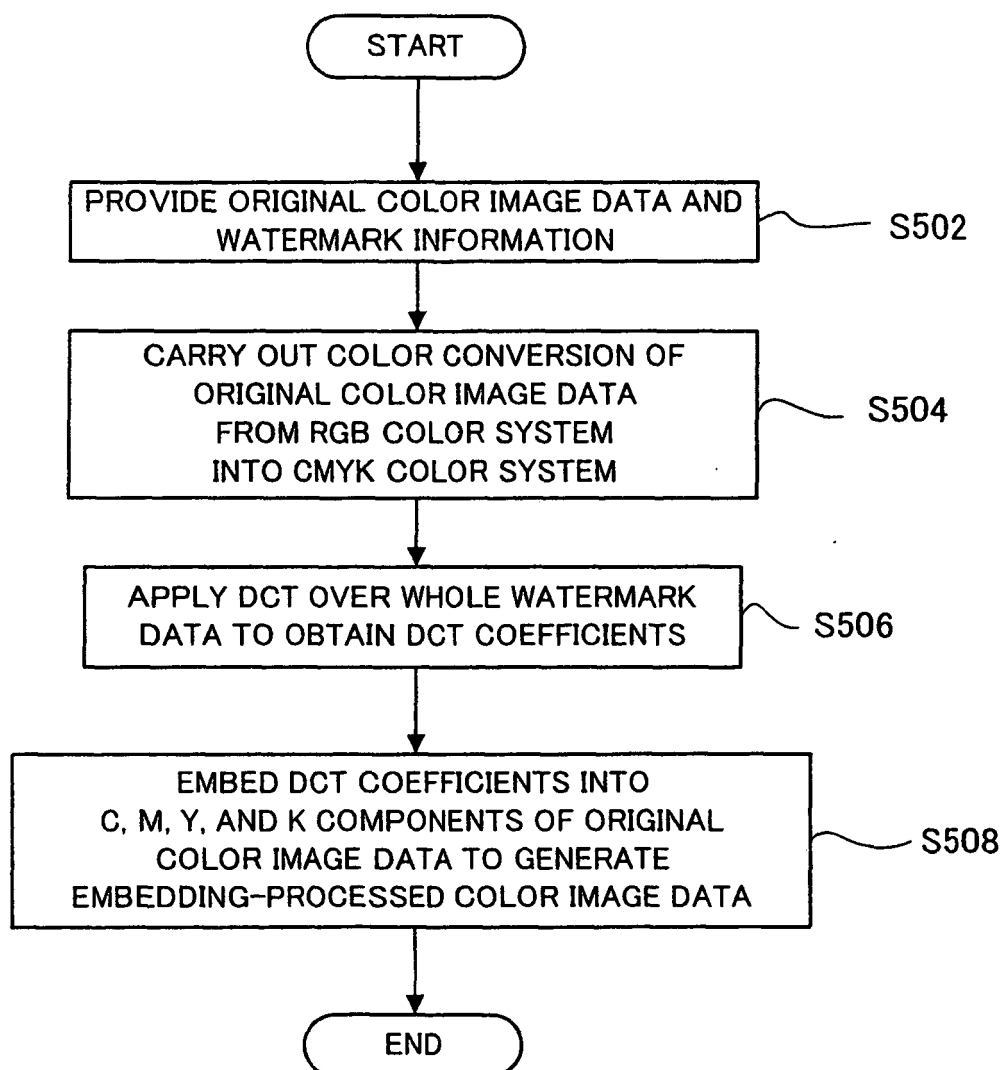 START
PROVIDE ORIGINAL COLOR IMAGE DATA AND
WATERMARK INFORMATION
S502
CARRY OUT COLOR CONVERSION OF
ORIGINAL COLOR IMAGE DATA
FROM RGB COLOR SYSTEM
INTO CMYK COLOR SYSTEM
S504
APPLY DCT OVER WHOLE WATERMARK
DATA TO OBTAIN DCT COEFFICIENTS
S506
EMBED DCT COEFFICIENTS INTO
C, M, Y, AND K COMPONENTS OF ORIGINAL
COLOR IMAGE DATA TO GENERATE
EMBEDDING-PROCESSED COLOR IMAGE DATA
S508
END